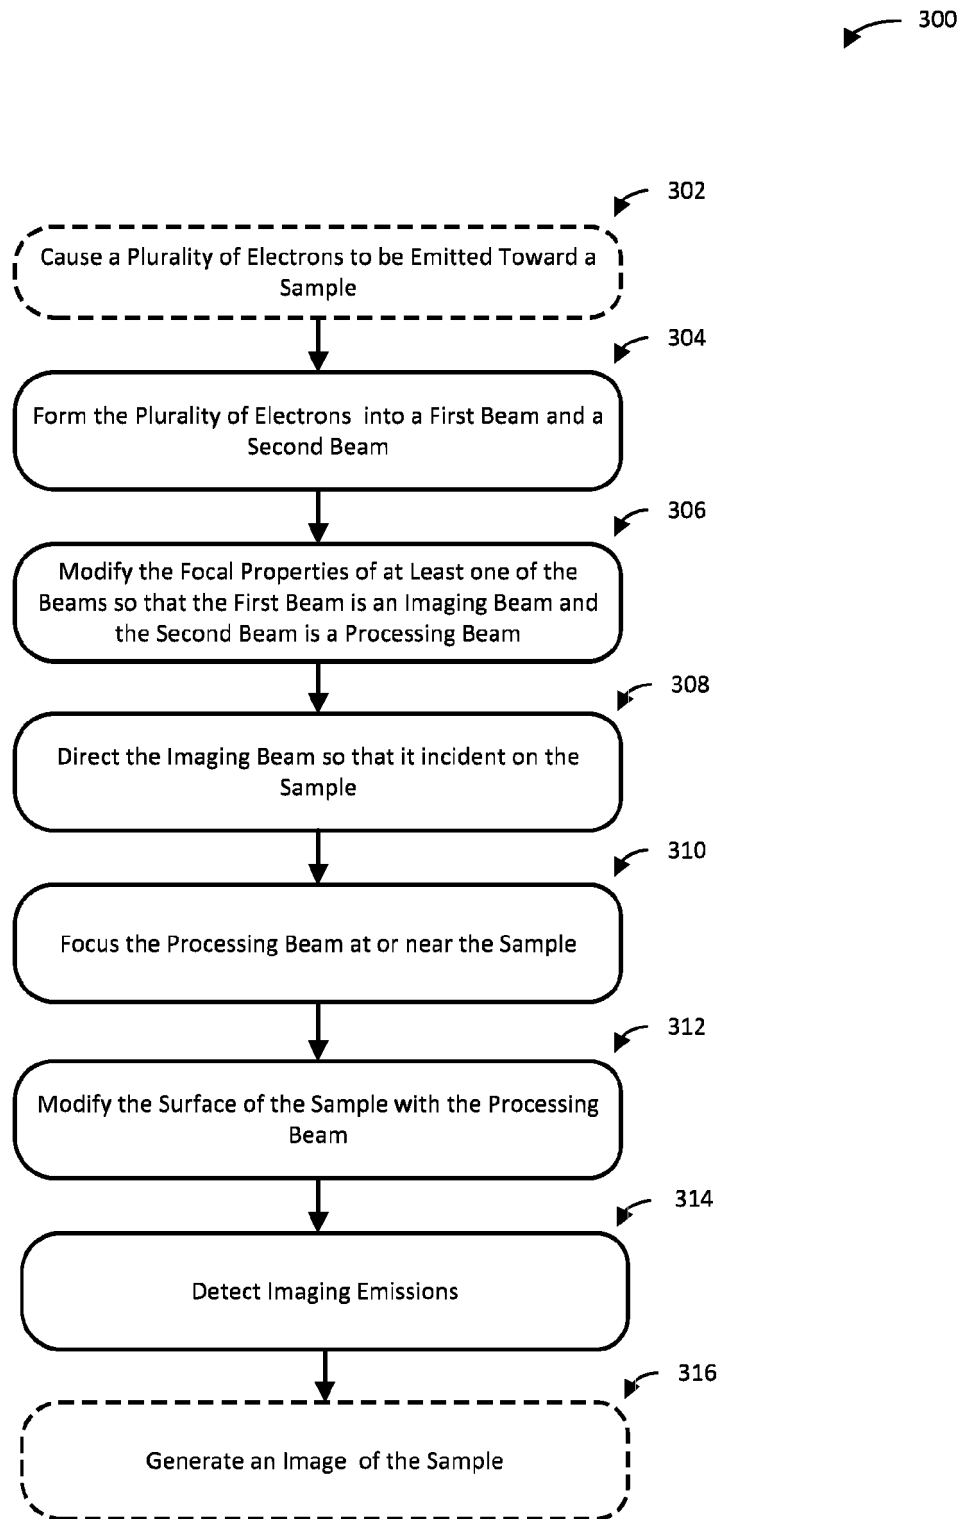 300
302
Cause a Plurality of Electrons to be Emitted Toward a
Sample
304
Form the Plurality of Electrons into a First Beam and a
Second Beam
306
Modify the Focal Properties of at Least one of the
Beams so that the First Beam is an Imaging Beam and
the Second Beam is a Processing Beam
308
Direct the Imaging Beam so that it incident on the
Sample
310
Focus the Processing Beam at or near the Sample
312
Modify the Surface of the Sample with the Processing
Beam
314
Detect Imaging Emissions
316
Generate an Image of the Sample